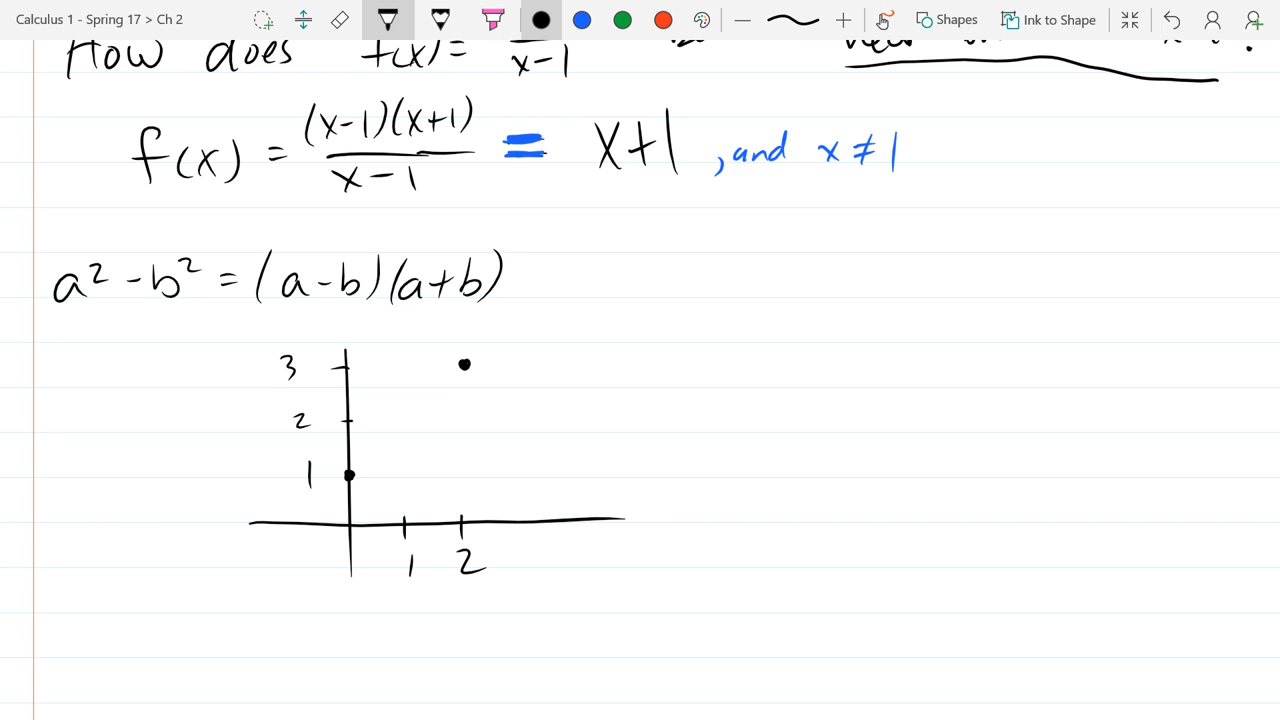 Calculus 1 - Spring 17 > Ch 2
Shapes
Ink to Shape
How does f(x) = x-1 ?
f(x) = (x-1)(x+1) / x-1 = x+1 , and x ≠ 1
a² - b² = (a-b)(a+b)
3
2
1
1 2